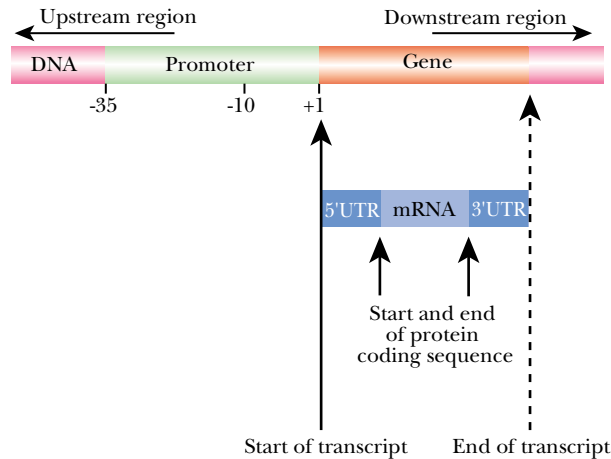 Upstream region
Downstream region
DNA
Promoter
Gene
-35
-10
+1
5'UTR
mRNA
3'UTR
Start and end
of protein
coding sequence
Start of transcript
End of transcript